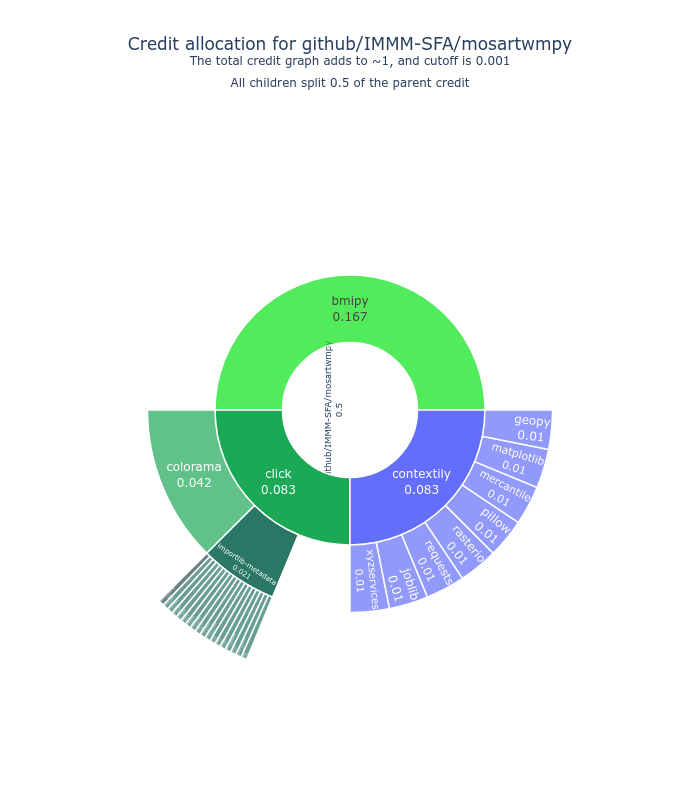 Credit allocation for github/IMMM-SFA/mosartwmpy
The total credit graph adds to ~1, and cutoff is 0.001
All children split 0.5 of the parent credit
bmipy
0.167
github/IMMM-SFA/mosartwmpy
0.5
click
0.083
contextily
0.083
colorama
0.042
importlib-metadata
0.021
geopy
0.01
matplotlib
0.01
mercantile
0.01
pillow
0.01
rasterio
0.01
requests
0.01
joblib
0.01
xyzservices
0.01